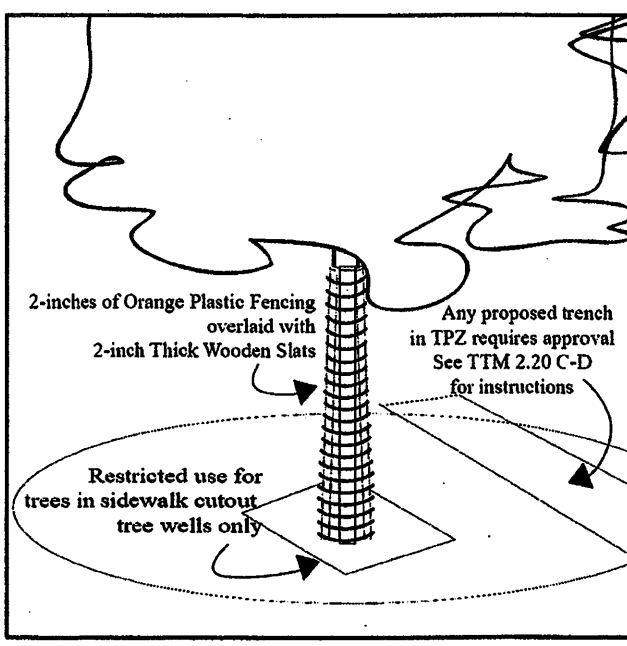 2-inches of Orange Plastic Fencing
overlaid with
2-inch Thick Wooden Slats
Any proposed trench
in TPZ requires approval
See TTM 2.20 C-D
for instructions
Restricted use for
trees in sidewalk cutout
tree wells only